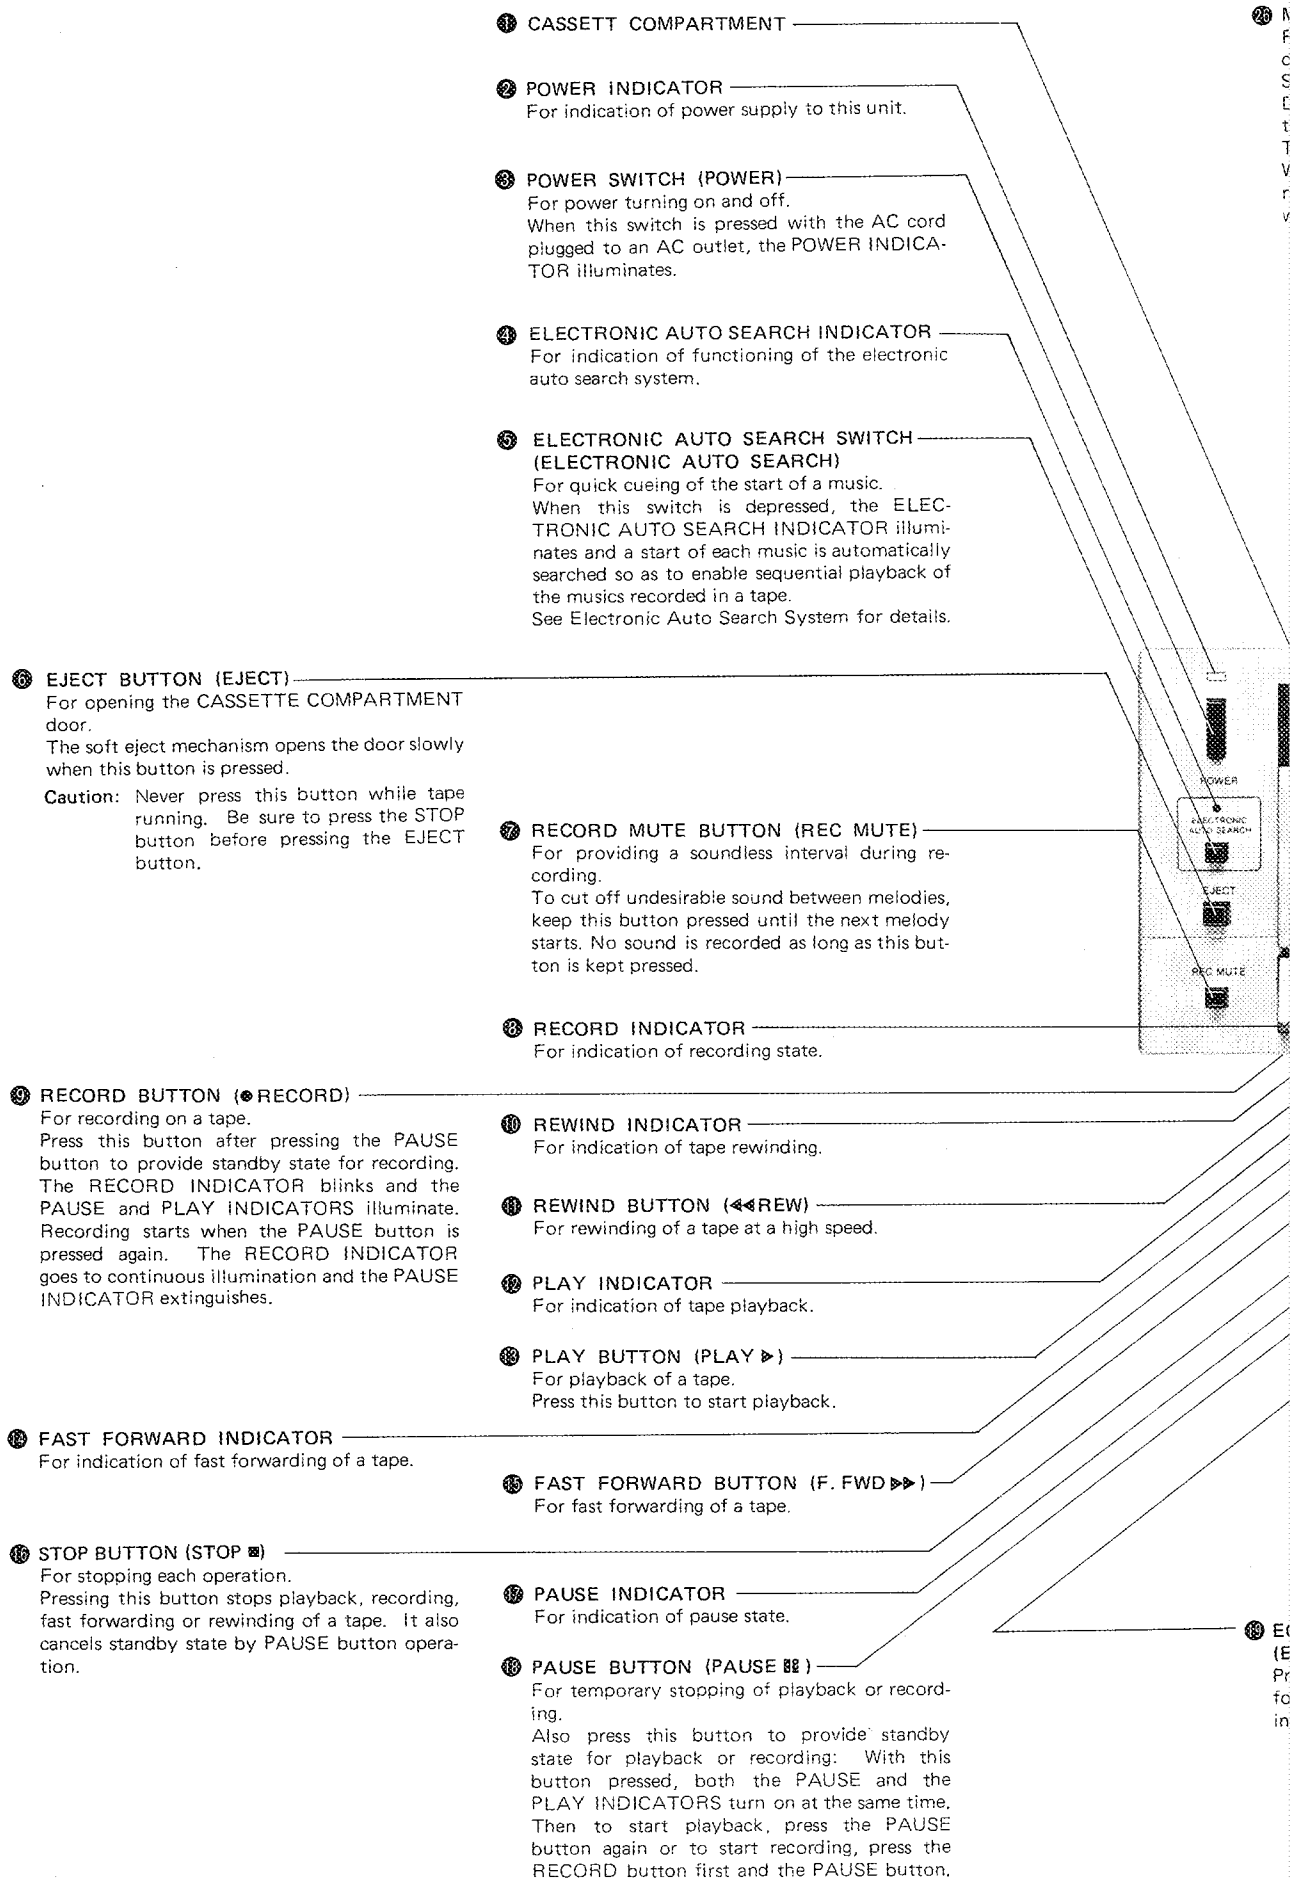 ❶ CASSETT COMPARTMENT
❷ POWER INDICATOR
For indication of power supply to this unit.
❸ POWER SWITCH (POWER)
For power turning on and off.
When this switch is pressed with the AC cord
plugged to an AC outlet, the POWER INDICA-
TOR illuminates.
❹ ELECTRONIC AUTO SEARCH INDICATOR
For indication of functioning of the electronic
auto search system.
❺ ELECTRONIC AUTO SEARCH SWITCH
(ELECTRONIC AUTO SEARCH)
For quick cueing of the start of a music.
When this switch is depressed, the ELEC-
TRONIC AUTO SEARCH INDICATOR illumi-
nates and a start of each music is automatically
searched so as to enable sequential playback of
the musics recorded in a tape.
See Electronic Auto Search System for details.
❻ EJECT BUTTON (EJECT)
For opening the CASSETTE COMPARTMENT
door.
The soft eject mechanism opens the door slowly
when this button is pressed.
Caution: Never press this button while tape
running. Be sure to press the STOP
button before pressing the EJECT
button.
❼ RECORD MUTE BUTTON (REC MUTE)
For providing a soundless interval during re-
cording.
To cut off undesirable sound between melodies,
keep this button pressed until the next melody
starts. No sound is recorded as long as this but-
ton is kept pressed.
❽ RECORD INDICATOR
For indication of recording state.
❾ RECORD BUTTON (● RECORD)
For recording on a tape.
Press this button after pressing the PAUSE
button to provide standby state for recording.
The RECORD INDICATOR blinks and the
PAUSE and PLAY INDICATORS illuminate.
Recording starts when the PAUSE button is
pressed again. The RECORD INDICATOR
goes to continuous illumination and the PAUSE
INDICATOR extinguishes.
❿ REWIND INDICATOR
For indication of tape rewinding.
⓫ REWIND BUTTON (◀◀ REW)
For rewinding of a tape at a high speed.
⓬ PLAY INDICATOR
For indication of tape playback.
⓭ PLAY BUTTON (PLAY ▶)
For playback of a tape.
Press this button to start playback.
⓮ FAST FORWARD INDICATOR
For indication of fast forwarding of a tape.
⓯ FAST FORWARD BUTTON (F. FWD ▶▶)
For fast forwarding of a tape.
⓰ STOP BUTTON (STOP ■)
For stopping each operation.
Pressing this button stops playback, recording,
fast forwarding or rewinding of a tape. It also
cancels standby state by PAUSE button opera-
tion.
⓱ PAUSE INDICATOR
For indication of pause state.
⓲ PAUSE BUTTON (PAUSE ▮▮)
For temporary stopping of playback or record-
ing.
Also press this button to provide standby
state for playback or recording: With this
button pressed, both the PAUSE and the
PLAY INDICATORS turn on at the same time.
Then to start playback, press the PAUSE
button again or to start recording, press the
RECORD button first and the PAUSE button.
POWER
ELECTRONIC
AUTO SEARCH
EJECT
REC MUTE
㉖
⓳
(E
Pr
fo
in